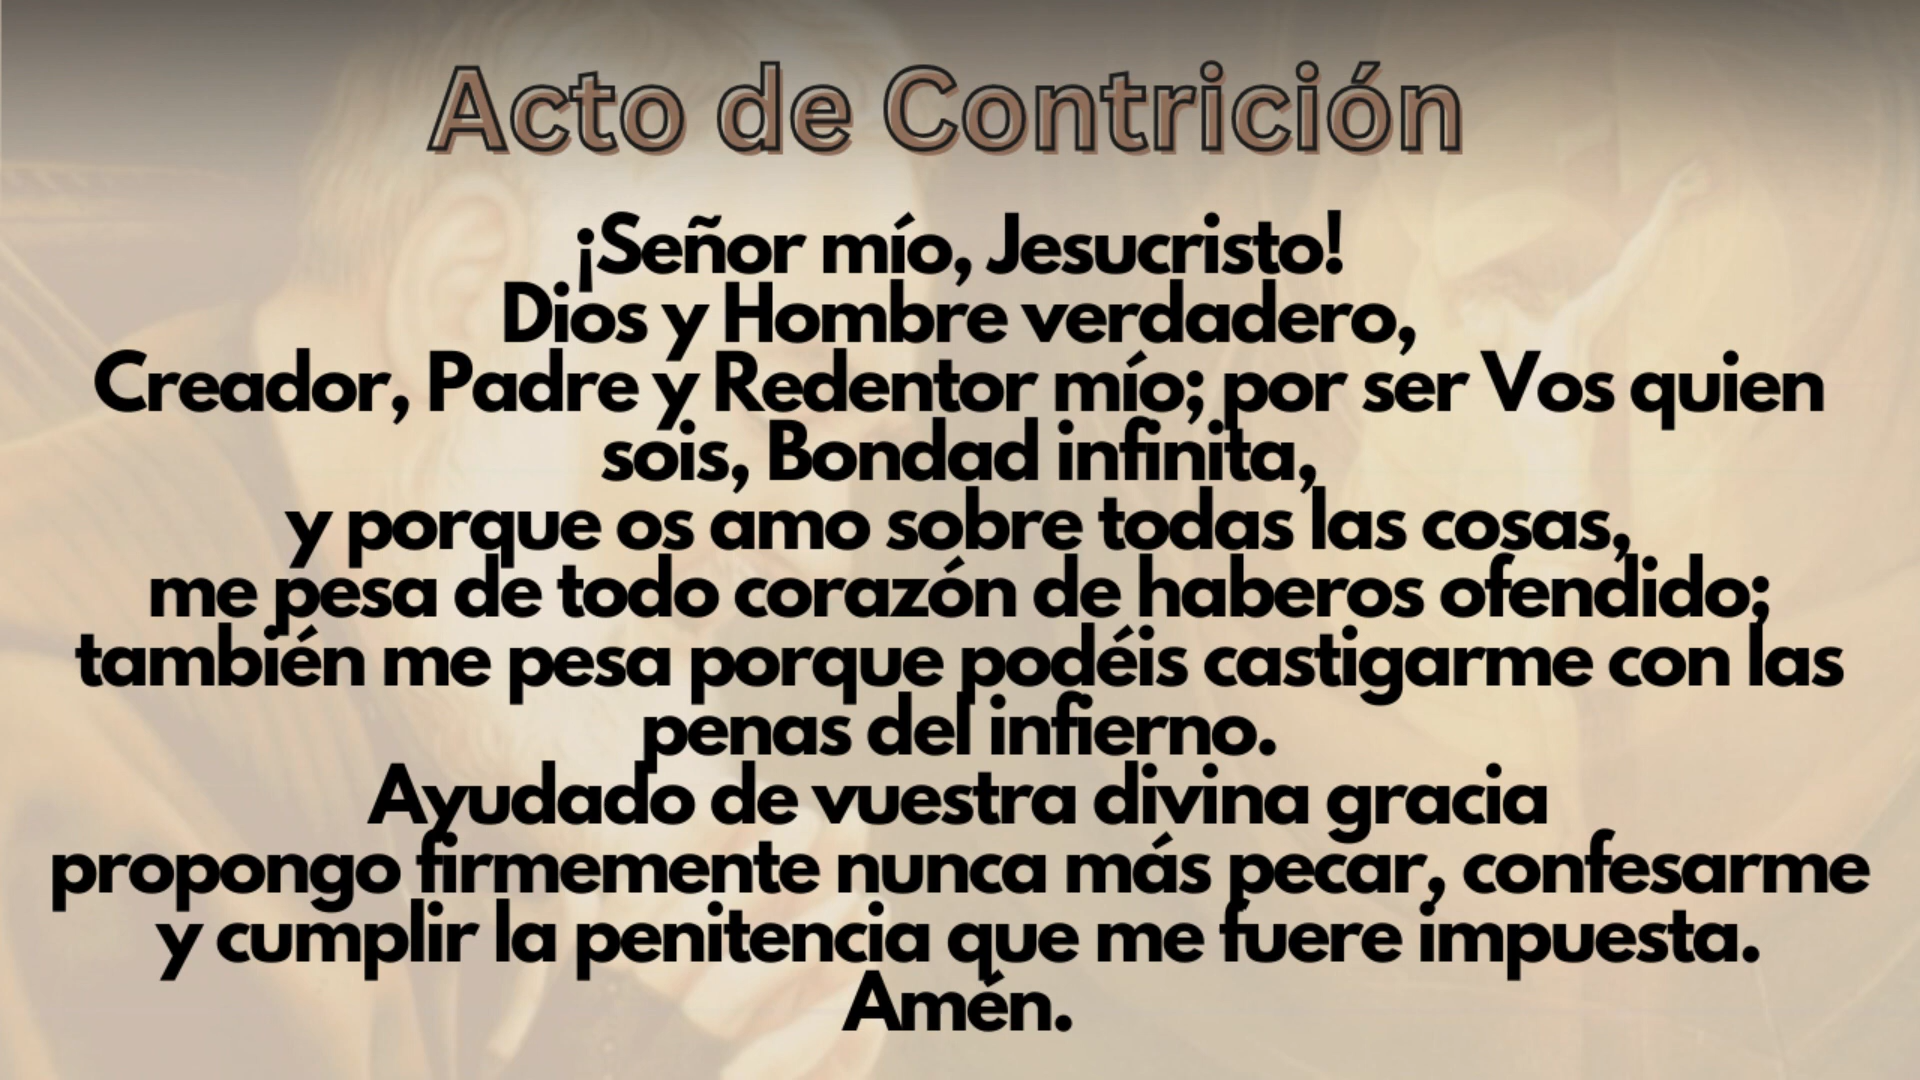 Acto de Contrición
¡Señor mío, Jesucristo!
Dios y Hombre verdadero,
Creador, Padre y Redentor mío; por ser Vos quien
sois, Bondad infinita,
y porque os amo sobre todas las cosas,
me pesa de todo corazón de haberos ofendido;
también me pesa porque podéis castigarme con las
penas del infierno.
Ayudado de vuestra divina gracia
propongo firmemente nunca más pecar, confesarme
y cumplir la penitencia que me fuere impuesta.
Amén.